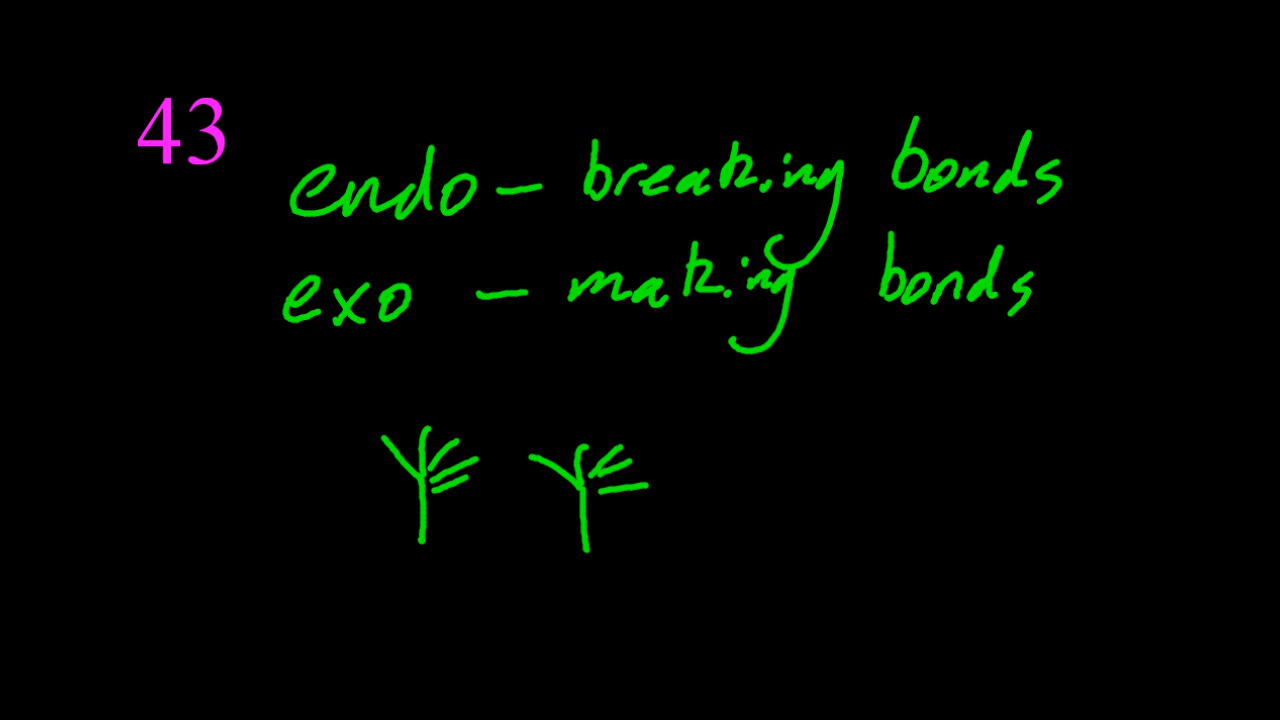 43
endo – breaking bonds
exo – making bonds